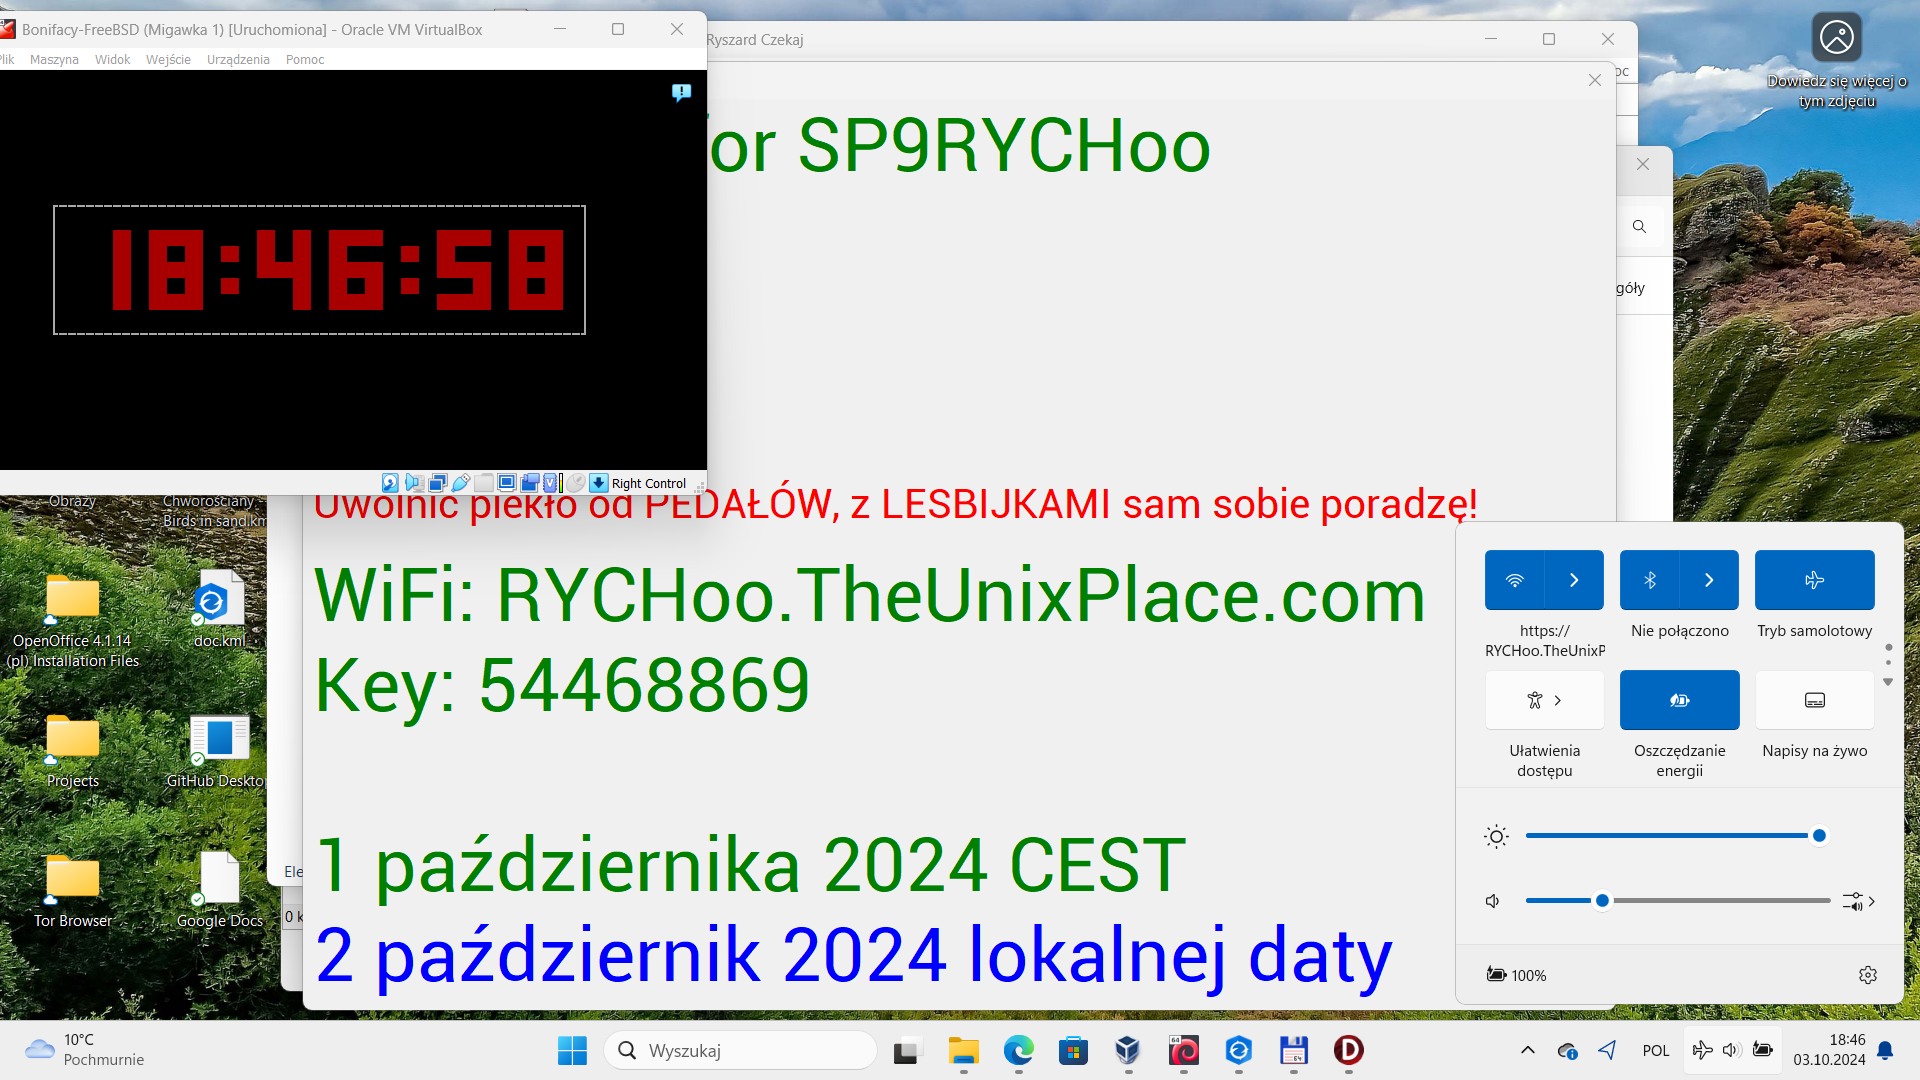 Bonifacy-FreeBSD (Migawka 1) [Uruchomiona] - Oracle VM VirtualBox
Plik Maszyna Widok Wejście Urządzenia Pomoc
18:46:58
Right Control
Ryszard Czekaj
oc
or SP9RYCHoo
góły
Uwolnić piekło od PEDAŁÓW, z LESBIJKAMI sam sobie poradzę!
WiFi: RYCHoo.TheUnixPlace.com
Key: 54468869
1 października 2024 CEST
2 październik 2024 lokalnej daty
Dowiedz się więcej o
tym zdjęciu
Obrazy
Chworościany -
Birds in sand.km
OpenOffice 4.1.14
(pl) Installation Files
doc.kml
Projects
GitHub Deskto
Tor Browser
Google Docs
Ele
0 k
https://
RYCHoo.TheUnixP
Nie połączono
Tryb samolotowy
Ułatwienia
dostępu
Oszczędzanie
energii
Napisy na żywo
100%
10°C
Pochmurnie
Wyszukaj
64
64
D
POL
18:46
03.10.2024